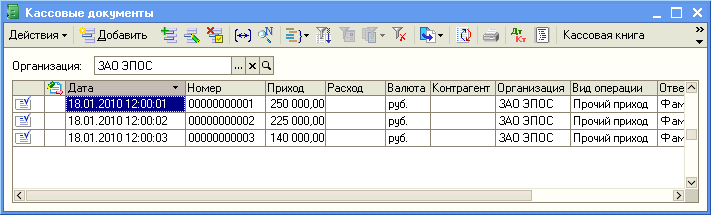 Кассовые документы
Действия Добавить Дт Кт Кассовая книга
Организация: ЗАО ЭПОС ... x
Дата Номер Приход Расход Валюта Контрагент Организация Вид операции Отве
18.01.2010 12:00:01 00000000001 250 000,00 руб. ЗАО ЭПОС Прочий приход Фам
18.01.2010 12:00:02 00000000002 225 000,00 руб. ЗАО ЭПОС Прочий приход Фам
18.01.2010 12:00:03 00000000003 140 000,00 руб. ЗАО ЭПОС Прочий приход Фам